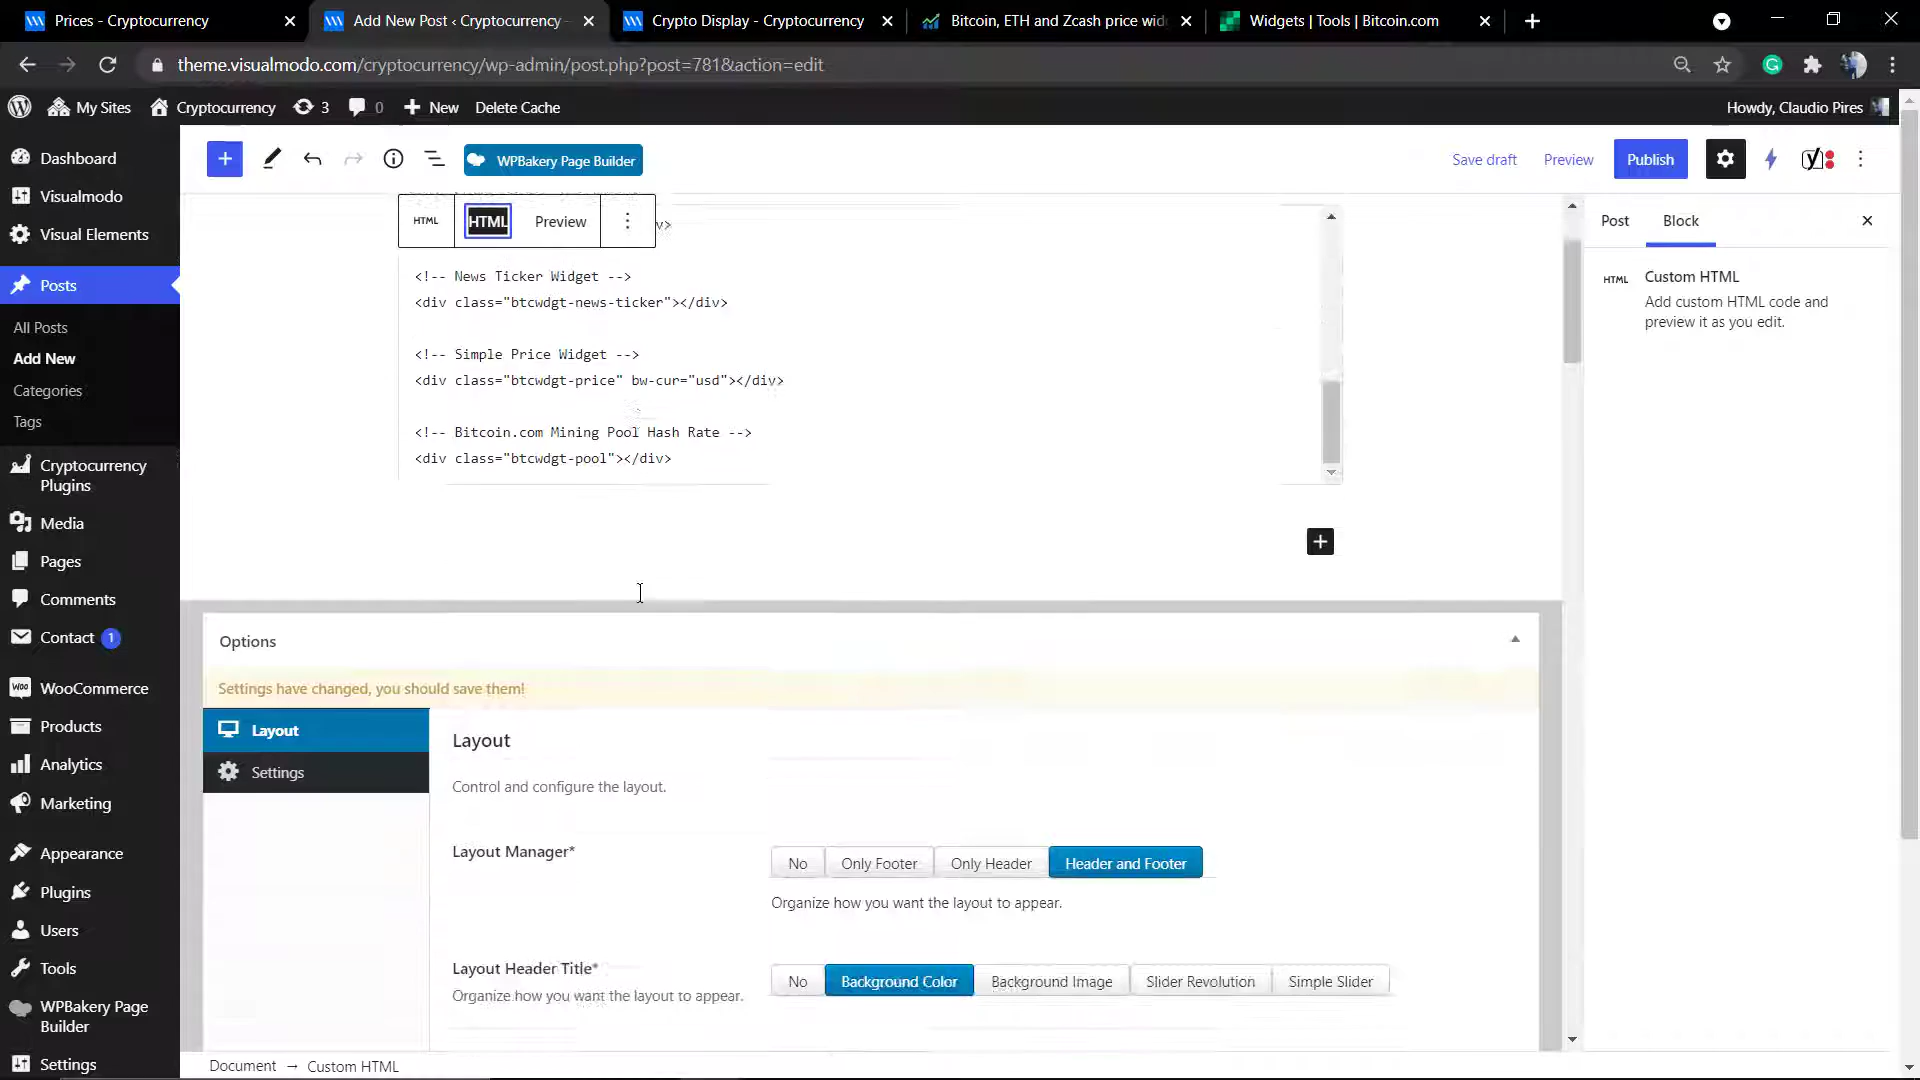 Prices - Cryptocurrency
Add New Post ‹ Cryptocurrency
Crypto Display - Cryptocurrency
Bitcoin, ETH and Zcash price wid
Widgets | Tools | Bitcoin.com
theme.visualmodo.com/cryptocurrency/wp-admin/post.php?post=781&action=edit
My Sites
Cryptocurrency
3
0
New
Delete Cache
Howdy, Claudio Pires
Dashboard
Visualmodo
Visual Elements
Posts
All Posts
Add New
Categories
Tags
Cryptocurrency
Plugins
Media
Pages
Comments
Contact 1
WooCommerce
Products
Analytics
Marketing
Appearance
Plugins
Users
Tools
WPBakery Page
Builder
Settings
WPBakery Page Builder
Save draft
Preview
Publish
HTML
HTML
Preview
v>
<!-- News Ticker Widget -->
<div class="btcwdgt-news-ticker"></div>
<!-- Simple Price Widget -->
<div class="btcwdgt-price" bw-cur="usd"></div>
<!-- Bitcoin.com Mining Pool Hash Rate -->
<div class="btcwdgt-pool"></div>
Options
Settings have changed, you should save them!
Layout
Settings
Layout
Control and configure the layout.
Layout Manager*
No
Only Footer
Only Header
Header and Footer
Organize how you want the layout to appear.
Layout Header Title*
Organize how you want the layout to appear.
No
Background Color
Background Image
Slider Revolution
Simple Slider
Document → Custom HTML
Post
Block
HTML
Custom HTML
Add custom HTML code and
preview it as you edit.